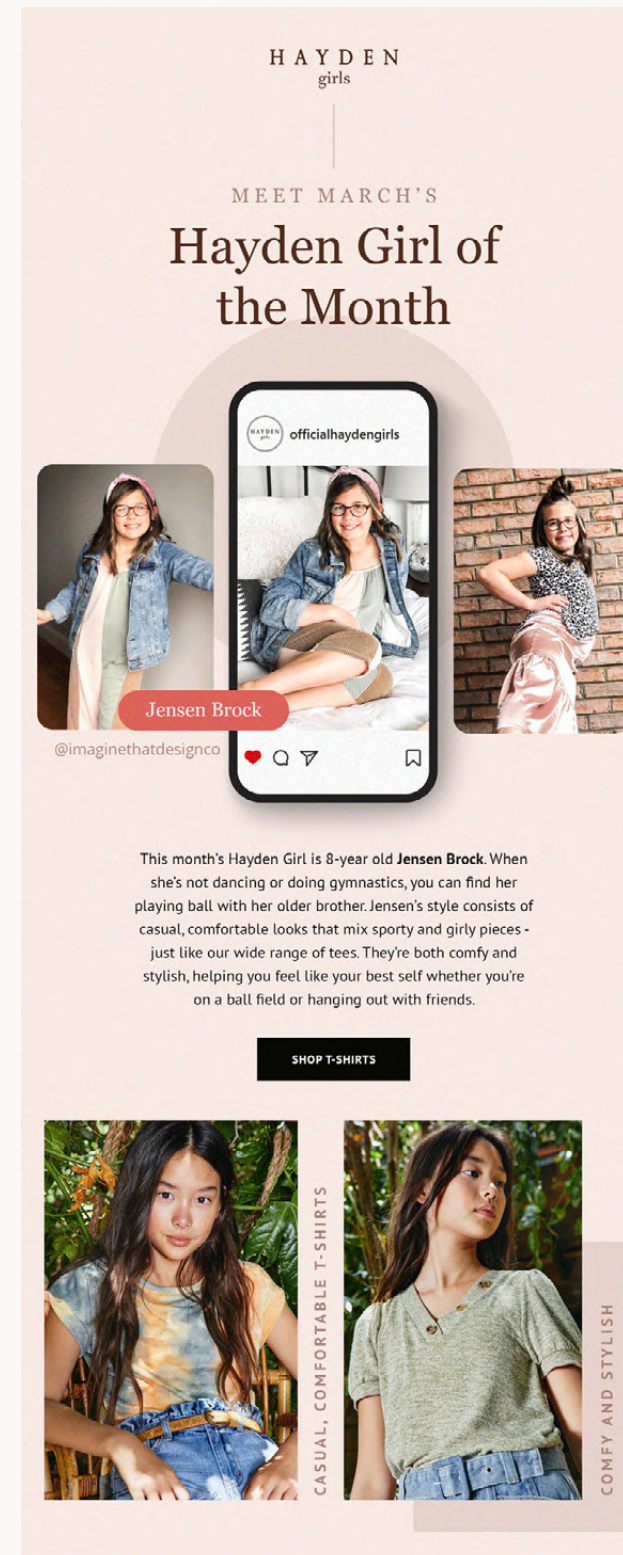 HAYDEN
girls
MEET MARCH'S
Hayden Girl of
the Month
HAYDEN
girls
officialhaydengirls
Jensen Brock
@imaginethatdesignco
This month's Hayden Girl is 8-year old Jensen Brock. When
she's not dancing or doing gymnastics, you can find her
playing ball with her older brother. Jensen's style consists of
casual, comfortable looks that mix sporty and girly pieces -
just like our wide range of tees. They're both comfy and
stylish, helping you feel like your best self whether you're
on a ball field or hanging out with friends.
SHOP T-SHIRTS
CASUAL, COMFORTABLE T-SHIRTS
COMFY AND STYLISH